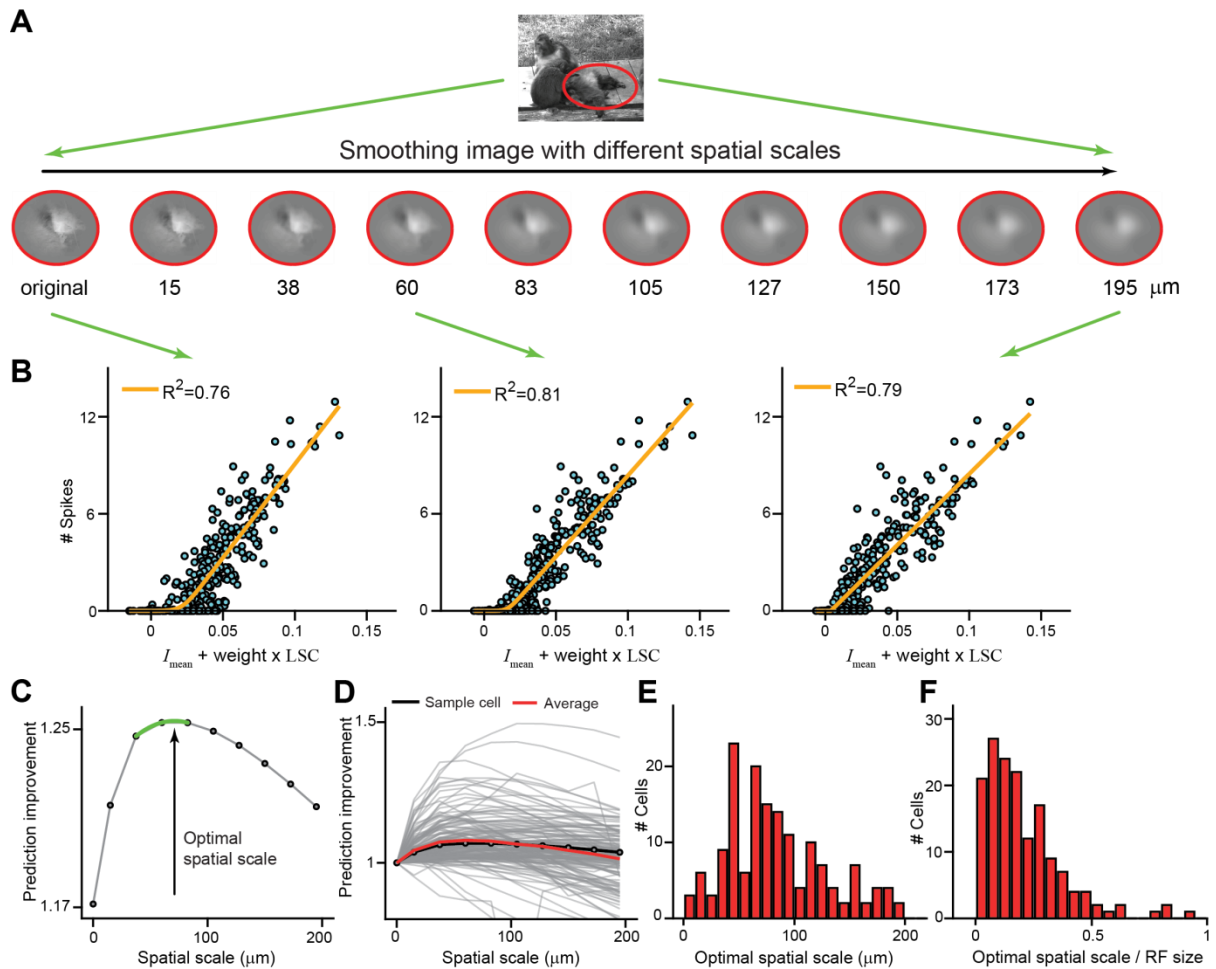 A
Smoothing image with different spatial scales
original 15 38 60 83 105 127 150 173 195 μm
B
R²=0.76
R²=0.81
R²=0.79
# Spikes
12
6
0
0 0.05 0.1 0.15
I_mean + weight x LSC
12
6
0
0 0.05 0.1 0.15
I_mean + weight x LSC
12
6
0
0 0.05 0.1 0.15
I_mean + weight x LSC
C
Prediction improvement
1.25
1.17
Optimal
spatial scale
0 100 200
Spatial scale (μm)
D
Sample cell Average
Prediction improvement
1.5
1
0 100 200
Spatial scale (μm)
E
# Cells
20
10
0
0 50 100 150 200
Optimal spatial scale (μm)
F
# Cells
30
20
10
0
0 0.5 1
Optimal spatial scale / RF size